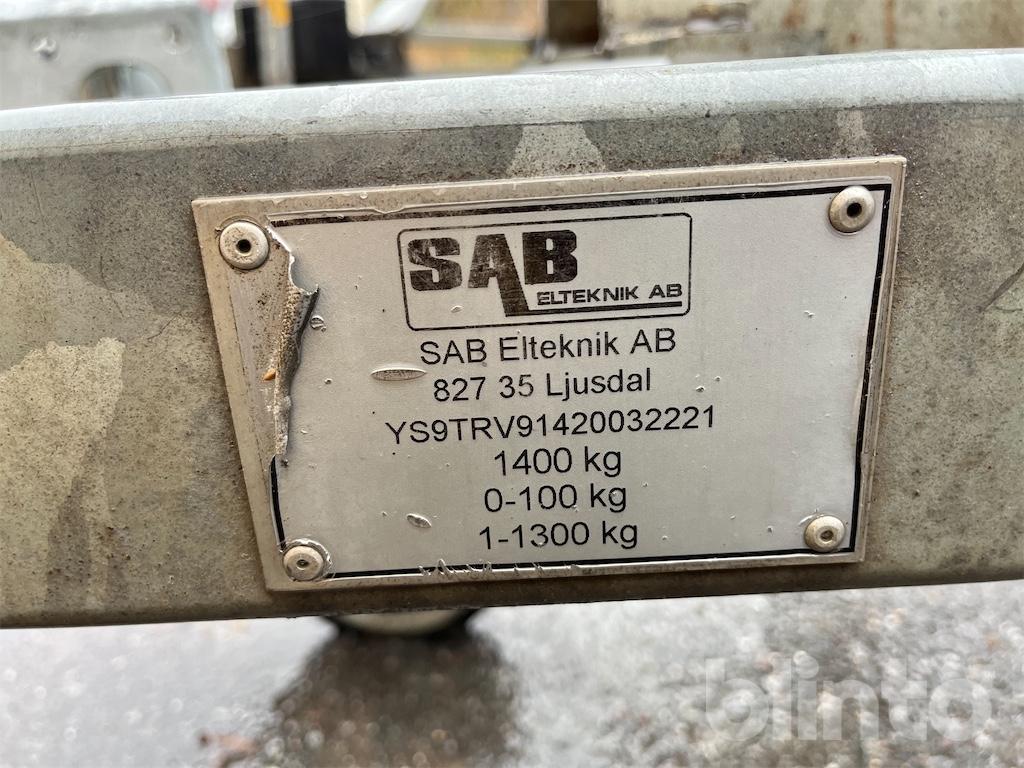 SAB
ELTEKNIK AB
SAB Elteknik AB
827 35 Ljusdal
YS9TRV91420032221
1400 kg
0-100 kg
1-1300 kg
blinto